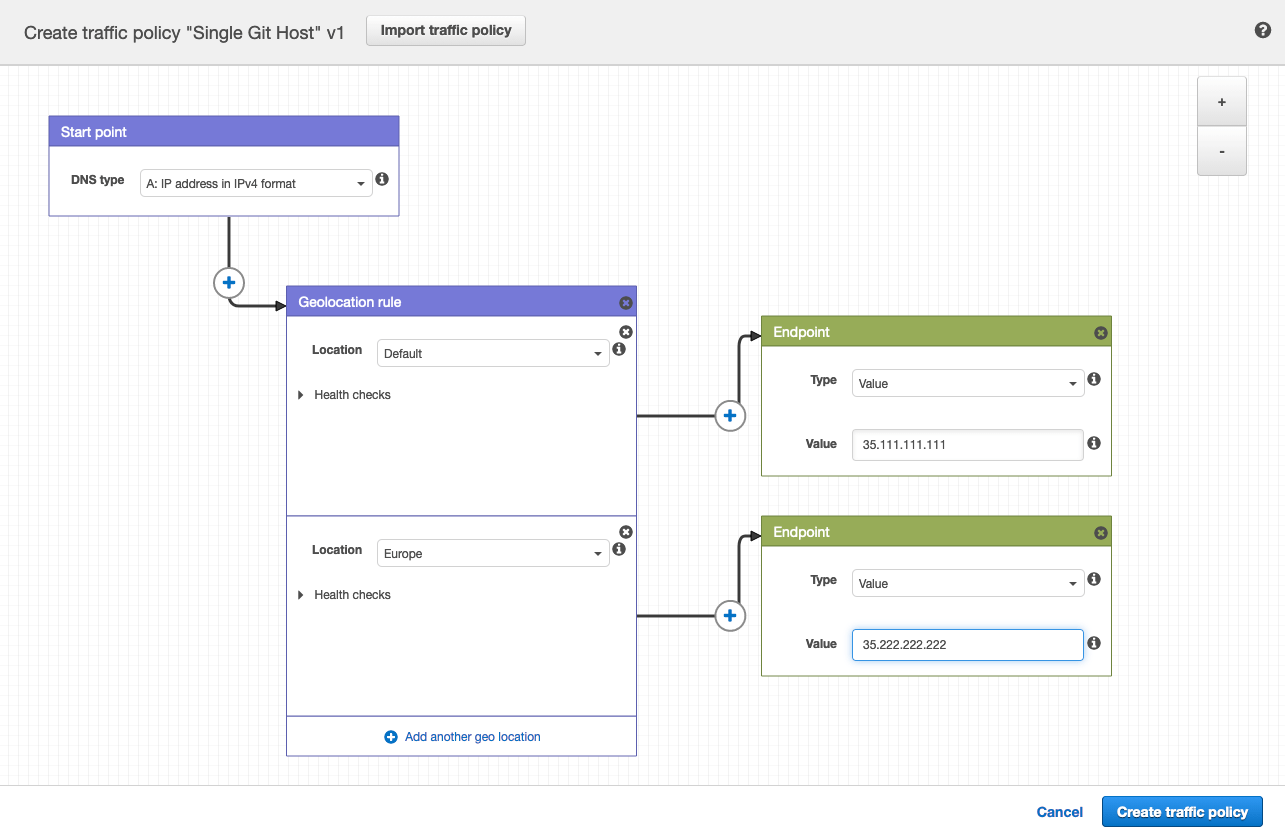 Create traffic policy "Single Git Host" v1
Import traffic policy
?
+
-
Start point
DNS type
A: IP address in IPv4 format
Geolocation rule
Location
Default
Health checks
Endpoint
Type
Value
Value
35.111.111.111
Location
Europe
Health checks
Endpoint
Type
Value
Value
35.222.222.222
Add another geo location
Cancel
Create traffic policy